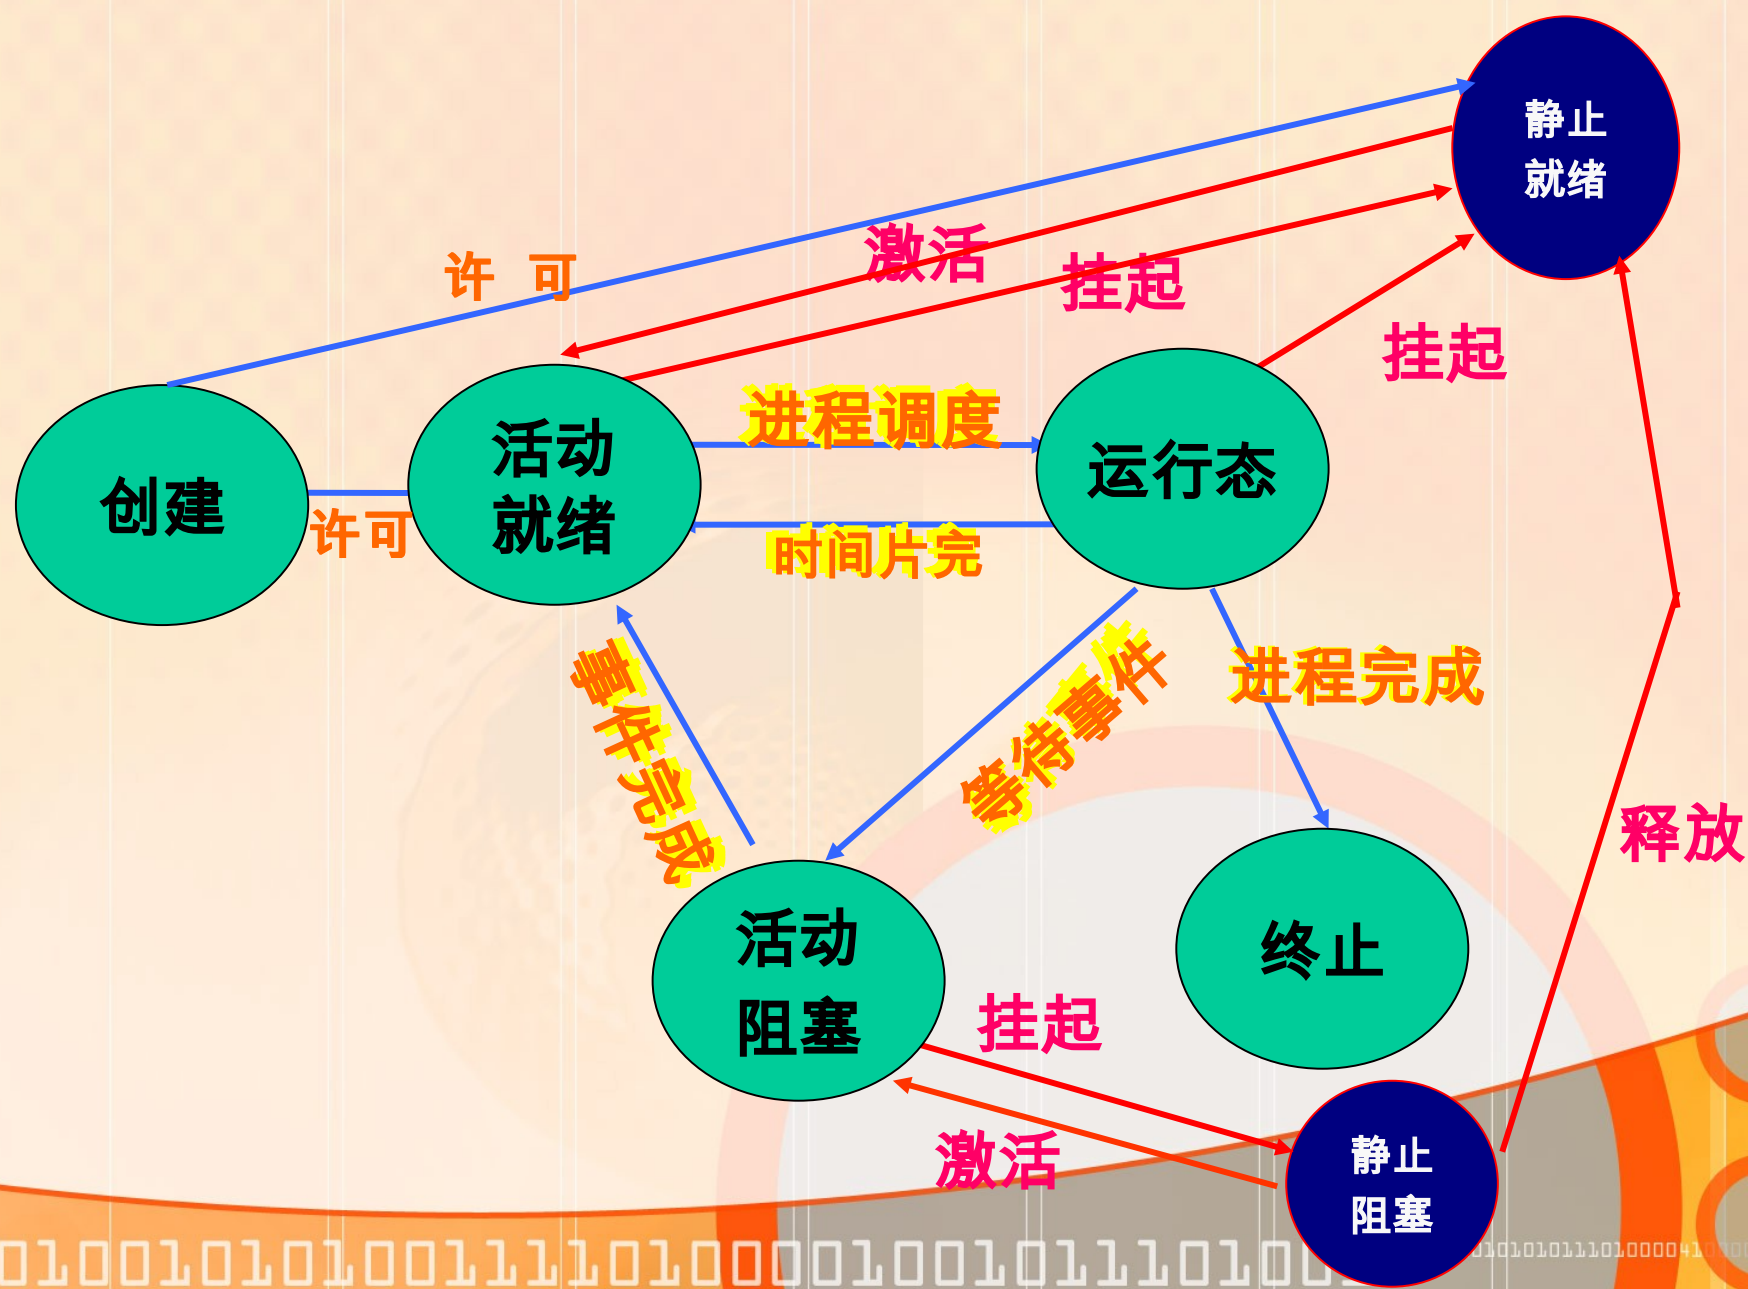 静止
就绪
许 可
激活
挂起
挂起
进程调度
活动
就绪
运行态
创建
许可
时间片完
事件完成
等待事件
进程完成
释放
活动
阻塞
终止
挂起
激活
静止
阻塞